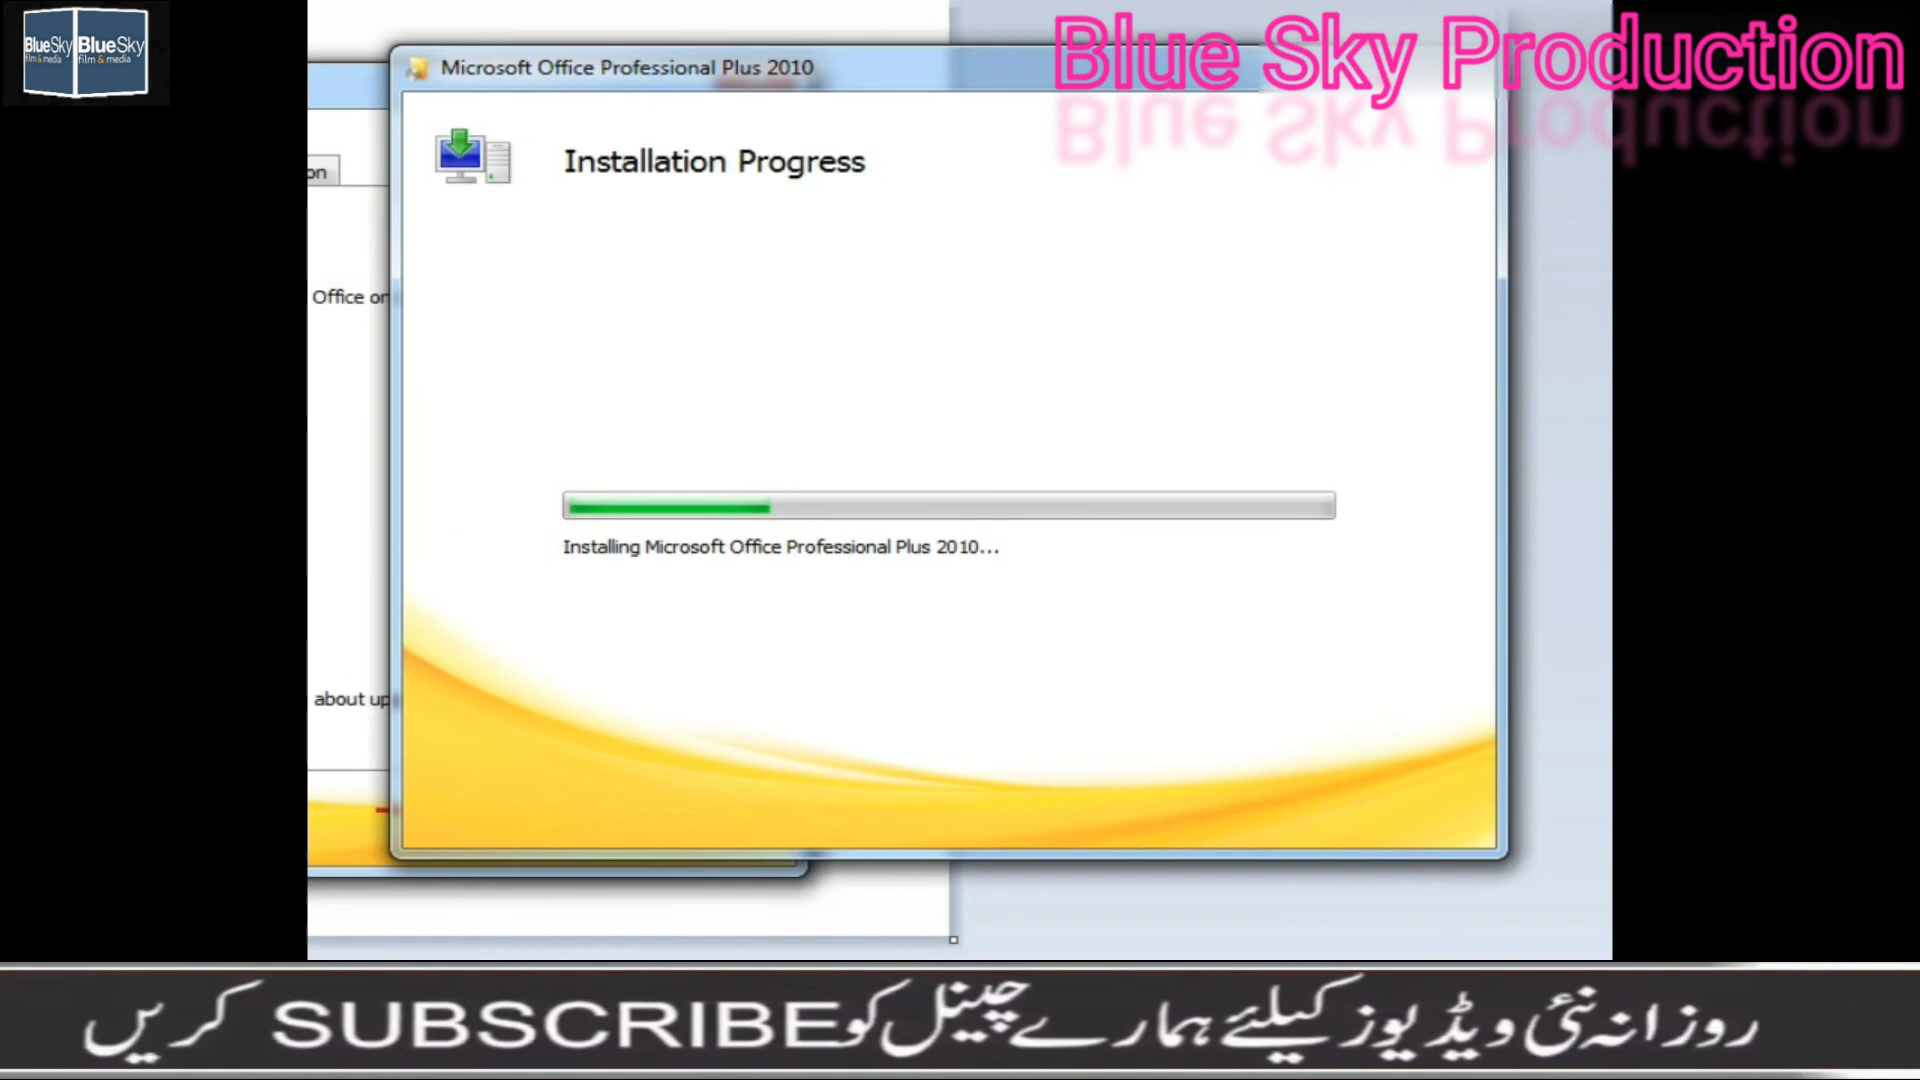 BlueSky
film & media
BlueSky
film & media
Blue Sky Production
Microsoft Office Professional Plus 2010
Installation Progress
on
Office on
Installing Microsoft Office Professional Plus 2010...
about up
روزانہ نئی ویڈیوز کیلئے ہمارے چینل کو SUBSCRIBE کریں